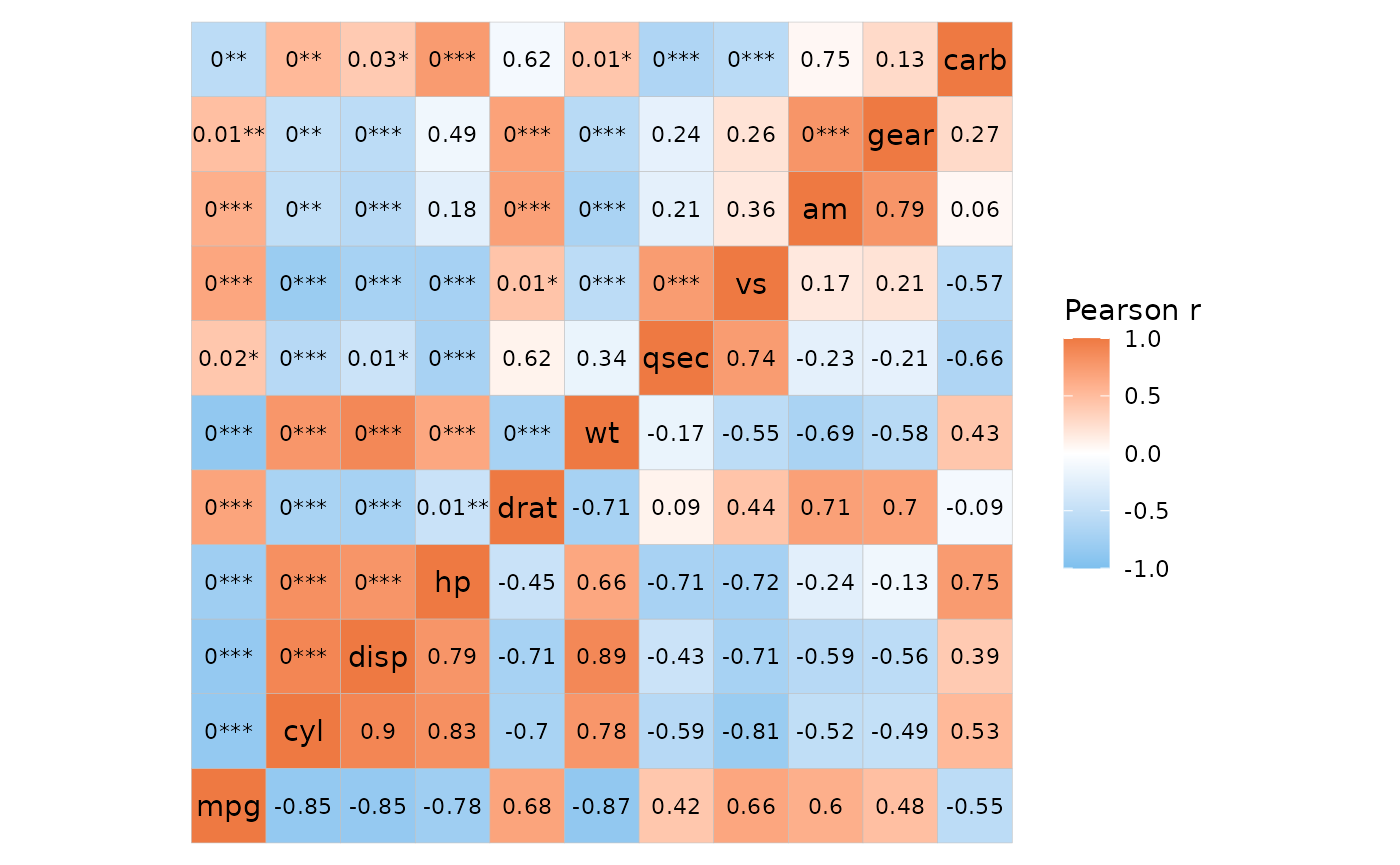 0** 0** 0.03* 0*** 0.62 0.01* 0*** 0*** 0.75 0.13 carb
0.01** 0** 0*** 0.49 0*** 0*** 0.24 0.26 0*** gear 0.27
0*** 0** 0*** 0.18 0*** 0*** 0.21 0.36 am 0.79 0.06
0*** 0*** 0*** 0*** 0.01* 0*** 0*** vs 0.17 0.21 -0.57
0.02* 0*** 0.01* 0*** 0.62 0.34 qsec 0.74 -0.23 -0.21 -0.66
0*** 0*** 0*** 0*** 0*** wt -0.17 -0.55 -0.69 -0.58 0.43
0*** 0*** 0*** 0.01** drat -0.71 0.09 0.44 0.71 0.7 -0.09
0*** 0*** 0*** hp -0.45 0.66 -0.71 -0.72 -0.24 -0.13 0.75
0*** 0*** disp 0.79 -0.71 0.89 -0.43 -0.71 -0.59 -0.56 0.39
0*** cyl 0.9 0.83 -0.7 0.78 -0.59 -0.81 -0.52 -0.49 0.53
mpg -0.85 -0.85 -0.78 0.68 -0.87 0.42 0.66 0.6 0.48 -0.55
Pearson r
1.0
0.5
0.0
-0.5
-1.0